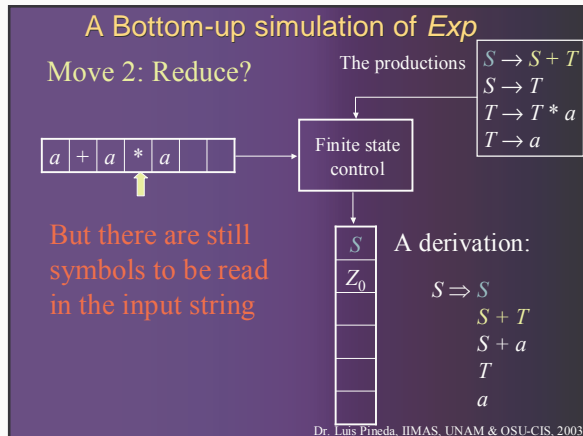 A Bottom-up simulation of Exp
Move 2: Reduce?
The productions
S → S + T
S → T
T → T * a
T → a
a + a * a
Finite state
control
But there are still
symbols to be read
in the input string
S
Z₀
A derivation:
S ⇒ S
S + T
S + a
T
a
Dr. Luis Pineda, IIMAS, UNAM & OSU-CIS, 2003